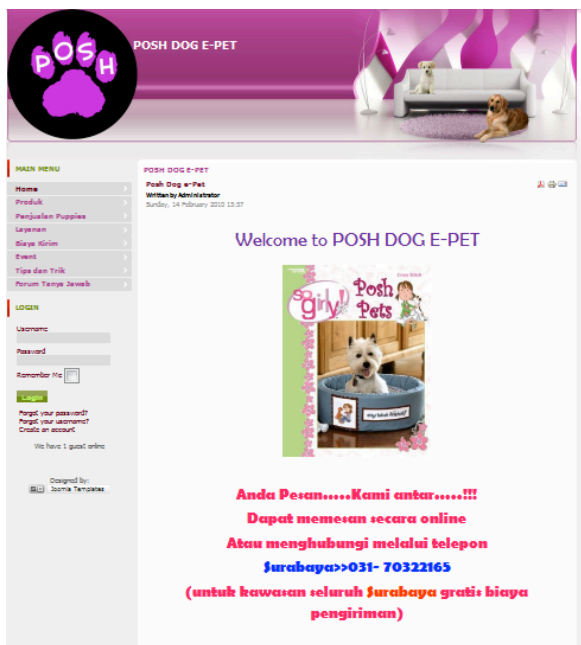 POSH
POSH DOG E-PET
MAIN MENU
Home
Produk
Penjualan Puppies
Layanan
Biaya Kirim
Event
Tips dan Trik
Forum Tanya Jawab
LOGIN
Username
Password
Remember Me
Login
Forgot your password?
Forgot your username?
Create an account
We have 1 guest online
Designed by:
Joomla Templates
POSH DOG E-PET
Posh Dog e-Pet
Written by Administrator
Sunday, 14 February 2010 13:37
Welcome to POSH DOG E-PET
Cross Stitch
so girly!
Posh
Pets
Anda Pesan.....Kami antar.....!!!
Dapat memesan secara online
Atau menghubungi melalui telepon
Surabaya>>031- 70322165
(untuk kawasan seluruh Surabaya gratis biaya
pengiriman)